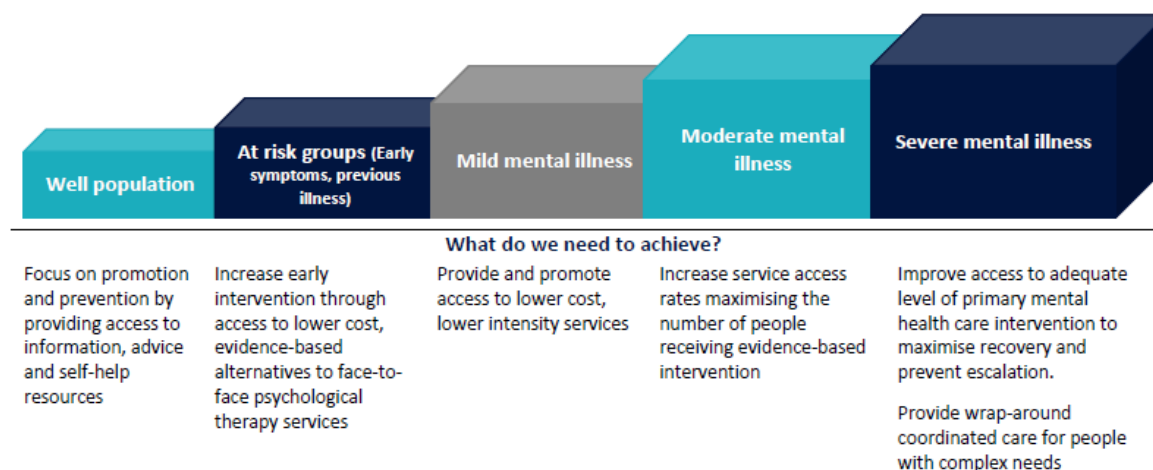 Well population
At risk groups (Early
symptoms, previous
illness)
Mild mental illness
Moderate mental
illness
Severe mental illness
What do we need to achieve?
Focus on promotion
and prevention by
providing access to
information, advice
and self-help
resources
Increase early
intervention through
access to lower cost,
evidence-based
alternatives to face-to-
face psychological
therapy services
Provide and promote
access to lower cost,
lower intensity services
Increase service access
rates maximising the
number of people
receiving evidence-based
intervention
Improve access to adequate
level of primary mental
health care intervention to
maximise recovery and
prevent escalation.
Provide wrap-around
coordinated care for people
with complex needs